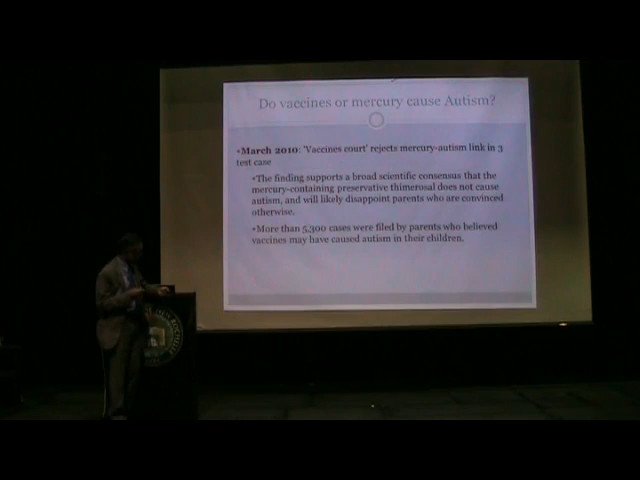 Do vaccines or mercury cause Autism?
•March 2010: 'Vaccines court' rejects mercury-autism link in 3
test case
•The finding supports a broad scientific consensus that the
mercury-containing preservative thimerosal does not cause
autism, and will likely disappoint parents who are convinced
otherwise.
•More than 5,300 cases were filed by parents who believed
vaccines may have caused autism in their children.